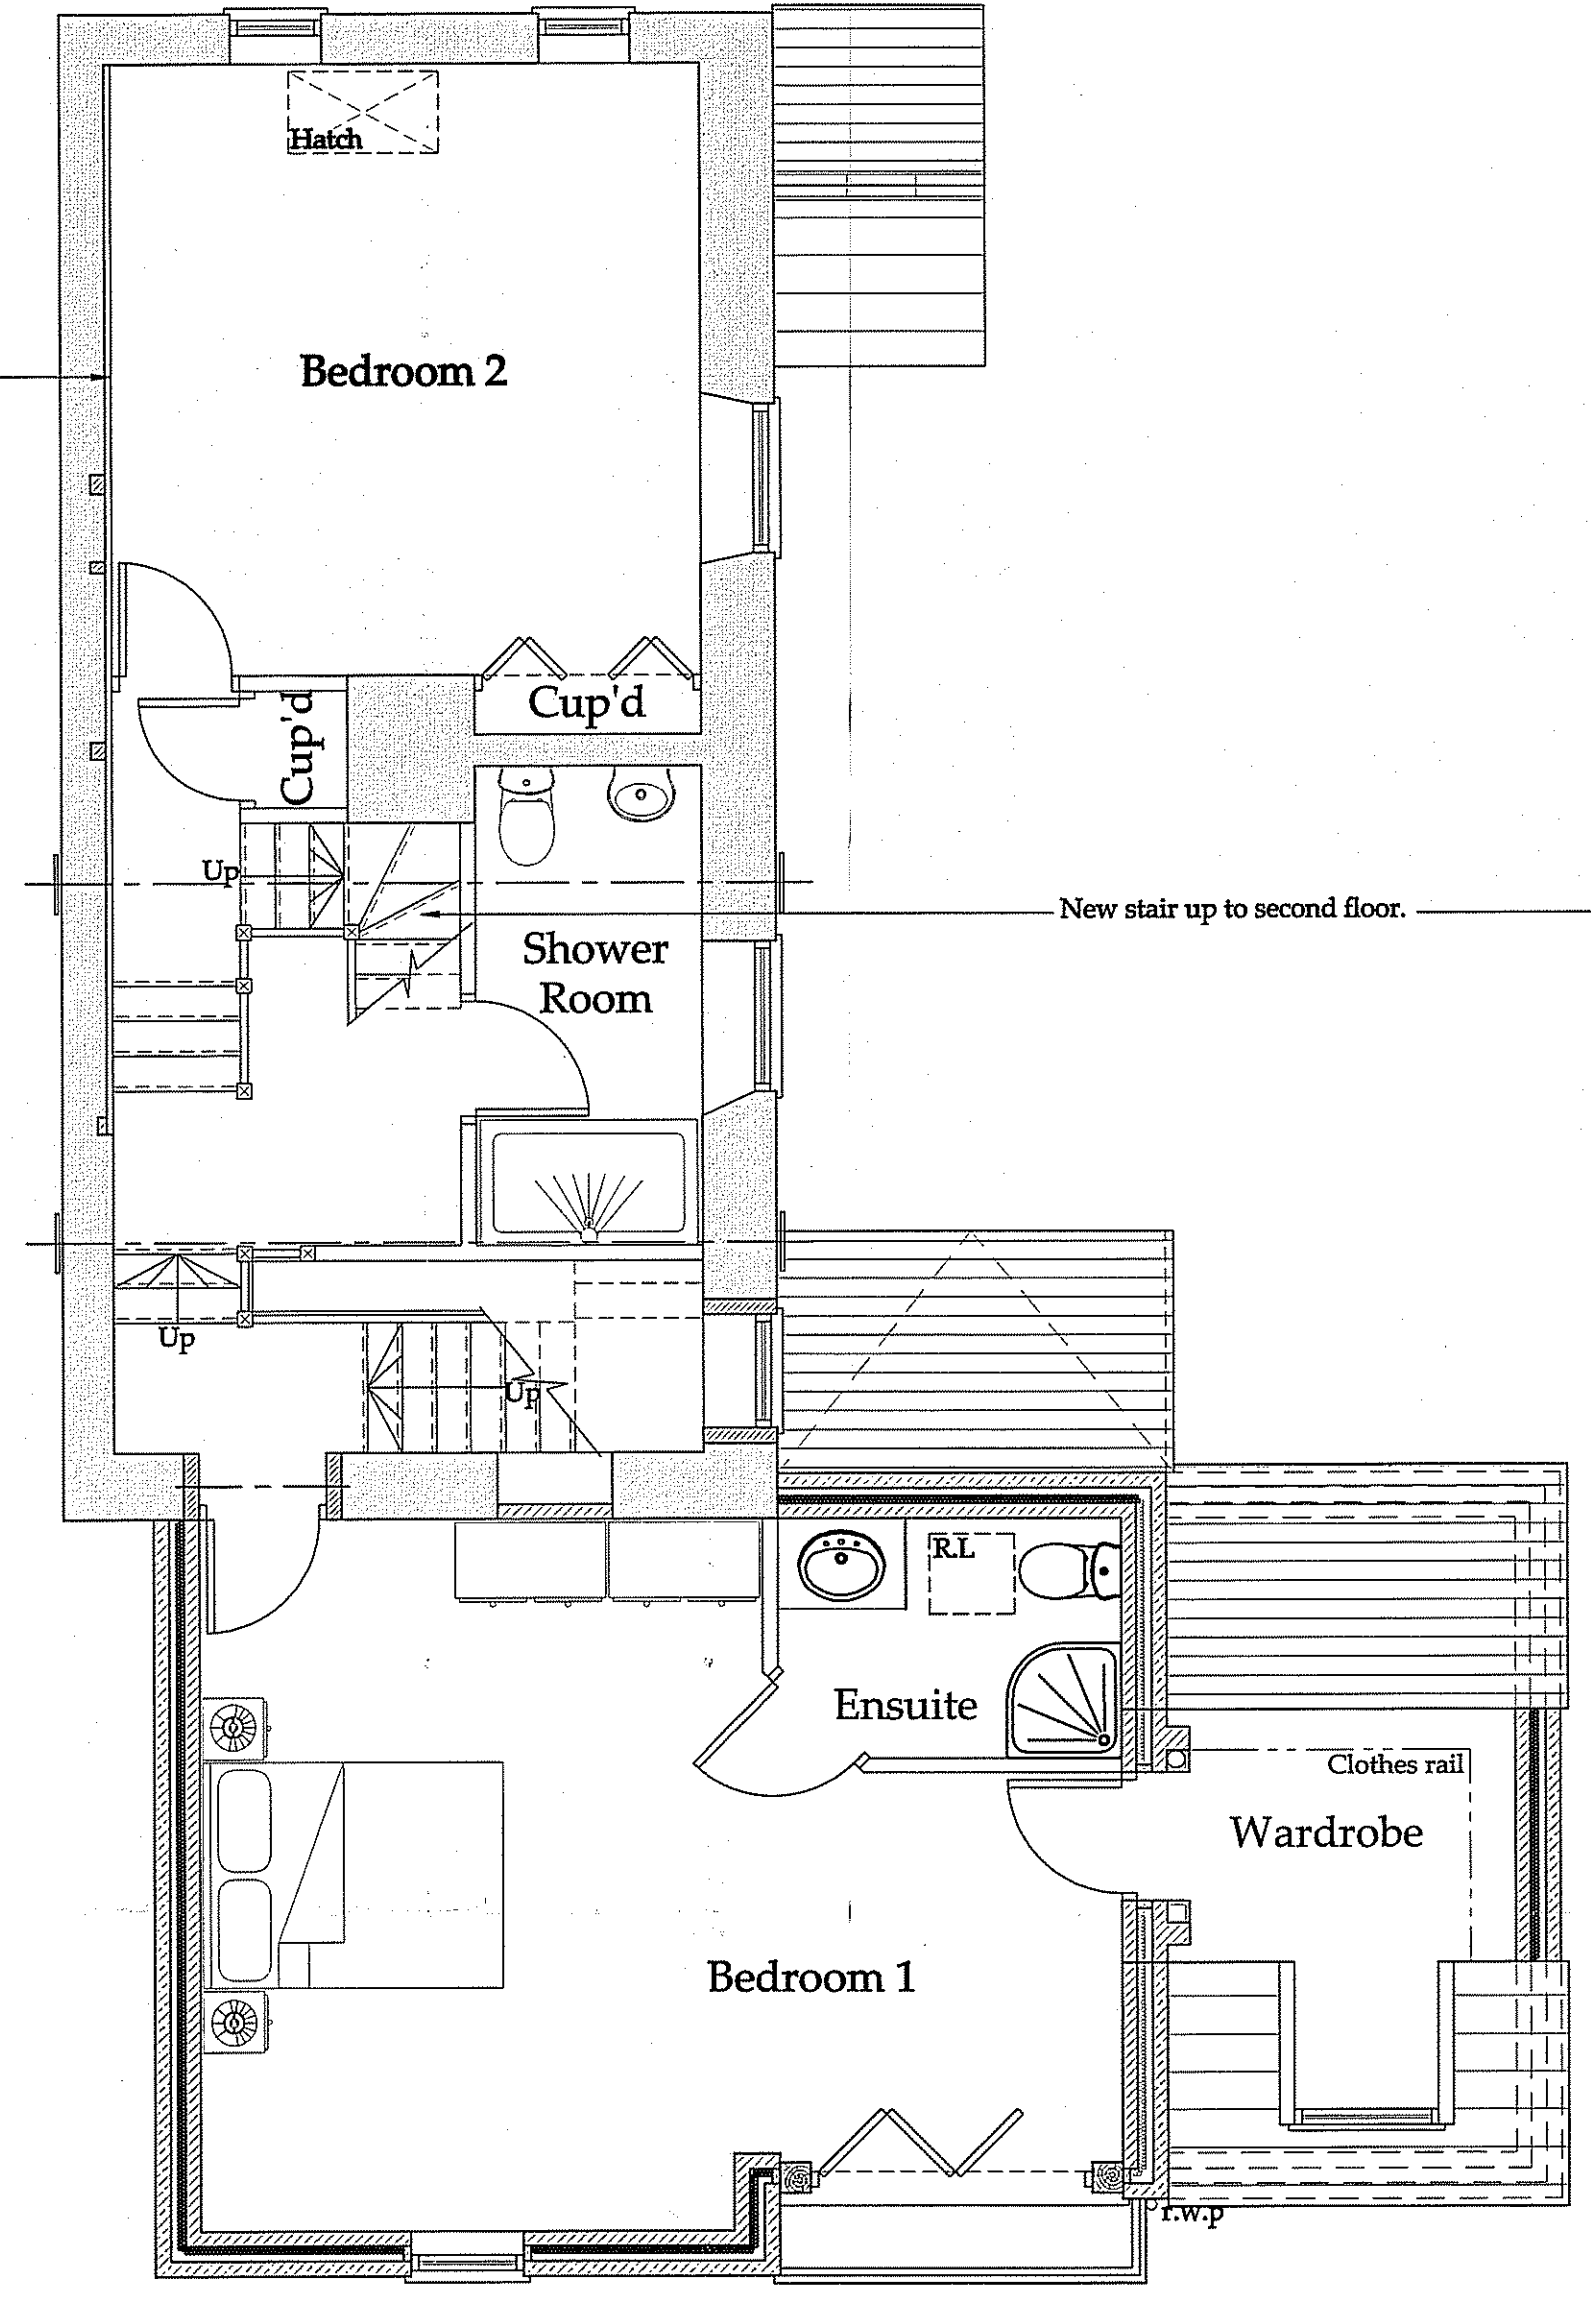 Hatch
Bedroom 2
Cup'd
Cup'd
Up
New stair up to second floor.
Shower
Room
Up
Up
R.L
Ensuite
Clothes rail
Wardrobe
Bedroom 1
r.w.p